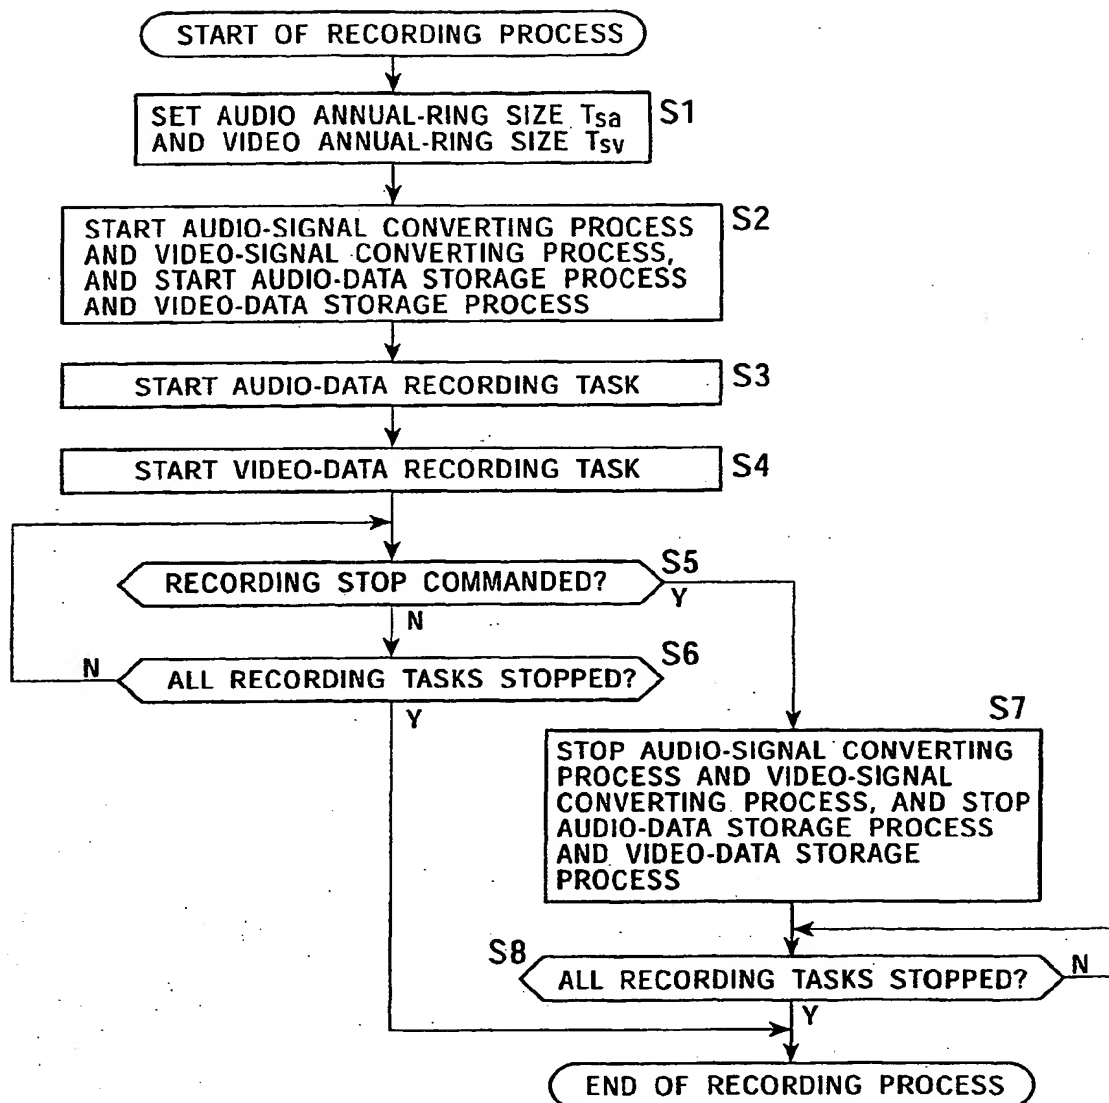 START OF RECORDING PROCESS
S1
SET AUDIO ANNUAL-RING SIZE Tsa
AND VIDEO ANNUAL-RING SIZE Tsv
S2
START AUDIO-SIGNAL CONVERTING PROCESS
AND VIDEO-SIGNAL CONVERTING PROCESS,
AND START AUDIO-DATA STORAGE PROCESS
AND VIDEO-DATA STORAGE PROCESS
S3
START AUDIO-DATA RECORDING TASK
S4
START VIDEO-DATA RECORDING TASK
S5
RECORDING STOP COMMANDED?
Y
N
S6
N
ALL RECORDING TASKS STOPPED?
Y
S7
STOP AUDIO-SIGNAL CONVERTING
PROCESS AND VIDEO-SIGNAL
CONVERTING PROCESS, AND STOP
AUDIO-DATA STORAGE PROCESS
AND VIDEO-DATA STORAGE
PROCESS
S8
ALL RECORDING TASKS STOPPED?
N
Y
END OF RECORDING PROCESS